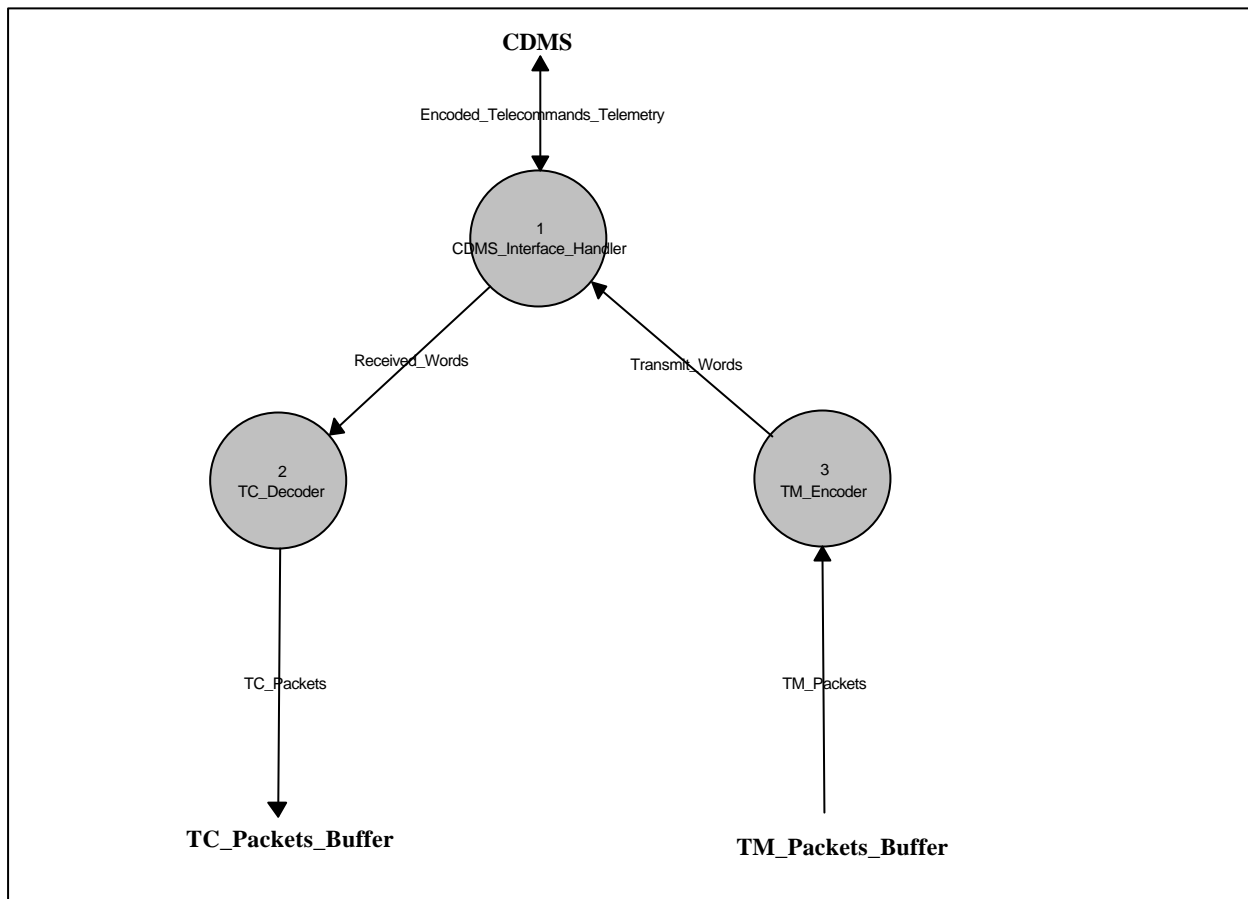 CDMS
Encoded_Telecommands_Telemetry
1
CDMS_Interface_Handler
Received_Words
Transmit_Words
2
TC_Decoder
3
TM_Encoder
TC_Packets
TM_Packets
TC_Packets_Buffer
TM_Packets_Buffer